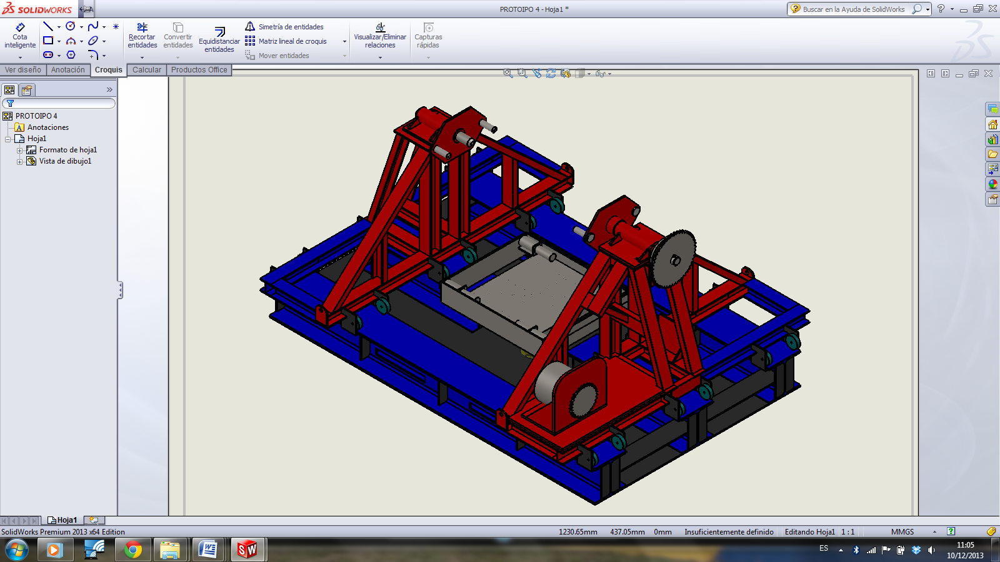 SOLIDWORKS
PROTOIPO 4 - Hoja1 *
Buscar en la Ayuda de SolidWorks
Cota
inteligente
Recortar
entidades
Convertir
entidades
Equidistanciar
entidades
Simetría de entidades
Matriz lineal de croquis
Mover entidades
Visualizar/Eliminar
relaciones
Capturas
rápidas
Ver diseño
Anotación
Croquis
Calcular
Productos Office
PROTOIPO 4
Anotaciones
Hoja1
Formato de hoja1
Vista de dibujo1
Hoja1
SolidWorks Premium 2013 x64 Edition
1230.65mm
437.05mm
0mm
Insuficientemente definido
Editando Hoja1
1 : 1
MMGS
ES
11:05
10/12/2013